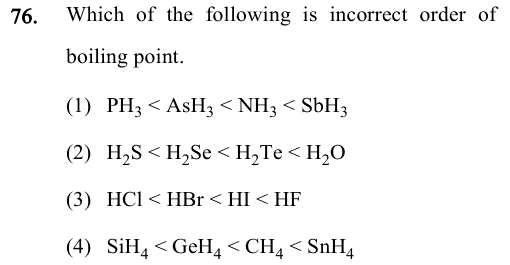 76. Which of the following is incorrect order of
boiling point.
(1) PH₃ < AsH₃ < NH₃ < SbH₃
(2) H₂S < H₂Se < H₂Te < H₂O
(3) HCl < HBr < HI < HF
(4) SiH₄ < GeH₄ < CH₄ < SnH₄